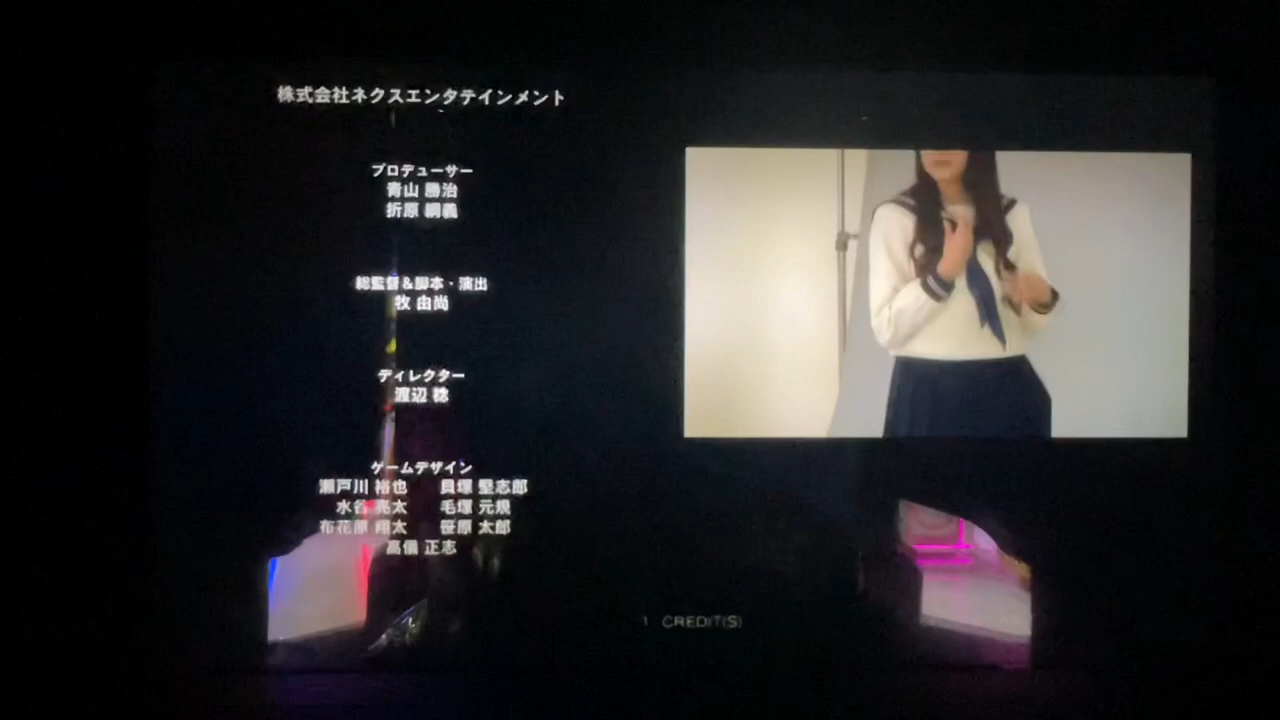 株式会社ネクスエンタテインメント
プロデューサー
青山 勝治
折原 綱義
総監督&脚本・演出
牧 由尚
ディレクター
渡辺 稔
ゲームデザイン
瀬戸川 裕也 貝塚 堅志郎
水谷 亮太 毛塚 元規
布花原 翔太 笹原 太郎
高儀 正志
1 CREDIT(S)